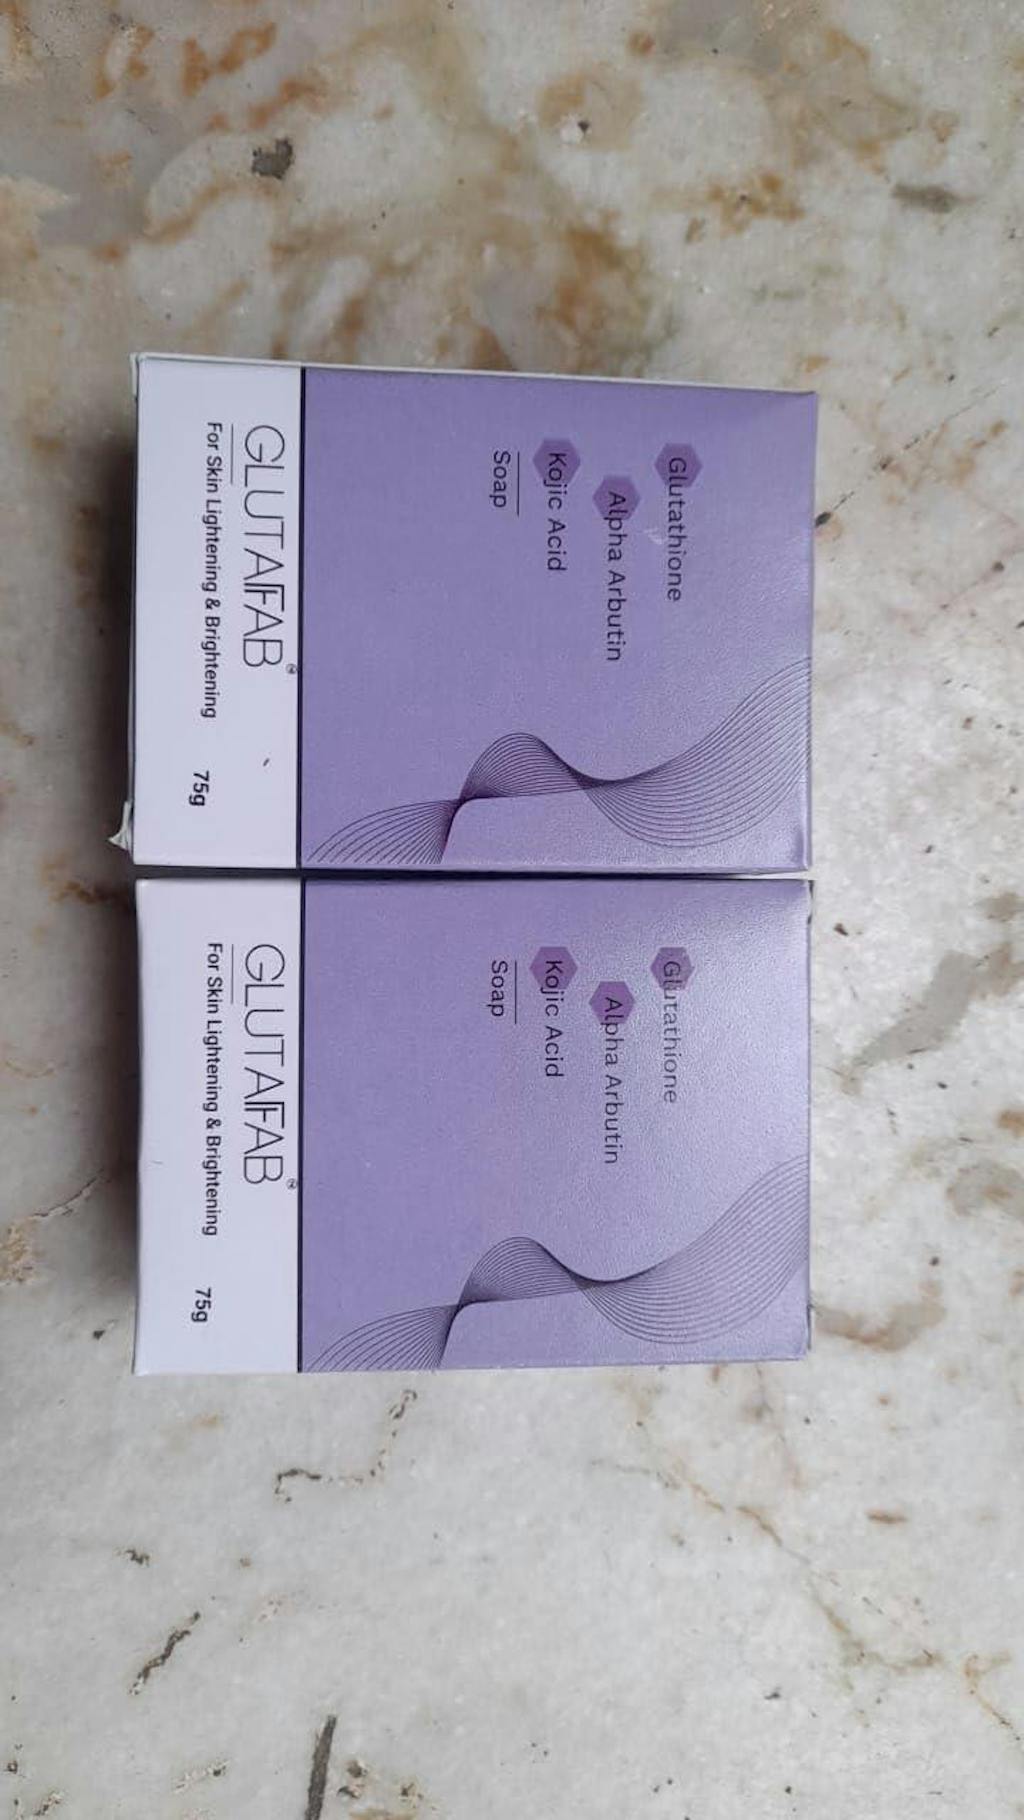 Glutathione
Alpha Arbutin
Kojic Acid
Soap
GLUTAFAB
For Skin Lightening & Brightening
75g
Glutathione
Alpha Arbutin
Kojic Acid
Soap
GLUTAFAB
For Skin Lightening & Brightening
75g